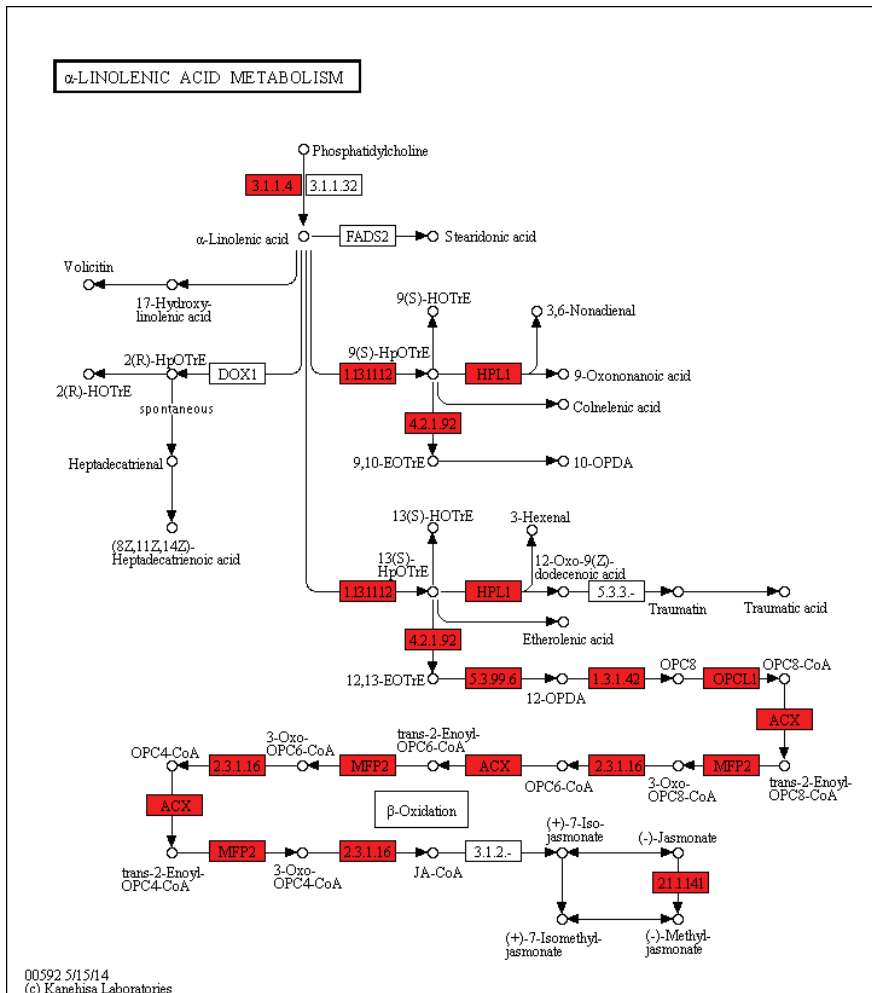 α-LINOLENIC ACID METABOLISM
Phosphatidylcholine
3.1.1.4
3.1.1.32
α-Linolenic acid
FADS2
Stearidonic acid
Volicitin
17-Hydroxy-
linolenic acid
9(S)-HOTrE
3,6-Nonadienal
2(R)-HpOTrE
DOX1
9(S)-HpOTrE
1.13.1112
HPL1
9-Oxononanoic acid
2(R)-HOTrE
spontaneous
Colnelenic acid
4.2.1.92
Heptadecatrienal
9,10-EOTrE
10-OPDA
13(S)-HOTrE
3-Hexenal
(8Z,11Z,14Z)-
Heptadecatrienoic acid
13(S)-
HpOTrE
12-Oxo-9(Z)-
dodecenoic acid
1.13.1112
HPL1
5.3.3.-
Traumatin
Traumatic acid
Etherolenic acid
4.2.1.92
12,13-EOTrE
5.3.99.6
12-OPDA
1.3.1.42
OPC8
OPCL1
OPC8-CoA
ACX
OPC4-CoA
2.3.1.16
3-Oxo-
OPC6-CoA
MFP2
trans-2-Enoyl-
OPC6-CoA
ACX
OPC6-CoA
2.3.1.16
3-Oxo-
OPC8-CoA
MFP2
trans-2-Enoyl-
OPC8-CoA
ACX
β-Oxidation
trans-2-Enoyl-
OPC4-CoA
MFP2
3-Oxo-
OPC4-CoA
2.3.1.16
JA-CoA
3.1.2.-
(+)-7-Iso-
jasmonate
(-)-Jasmonate
2.1.1.141
(+)-7-Isomethyl-
jasmonate
(-)-Methyl-
jasmonate
00592 5/15/14
(c) Kanehisa Laboratories